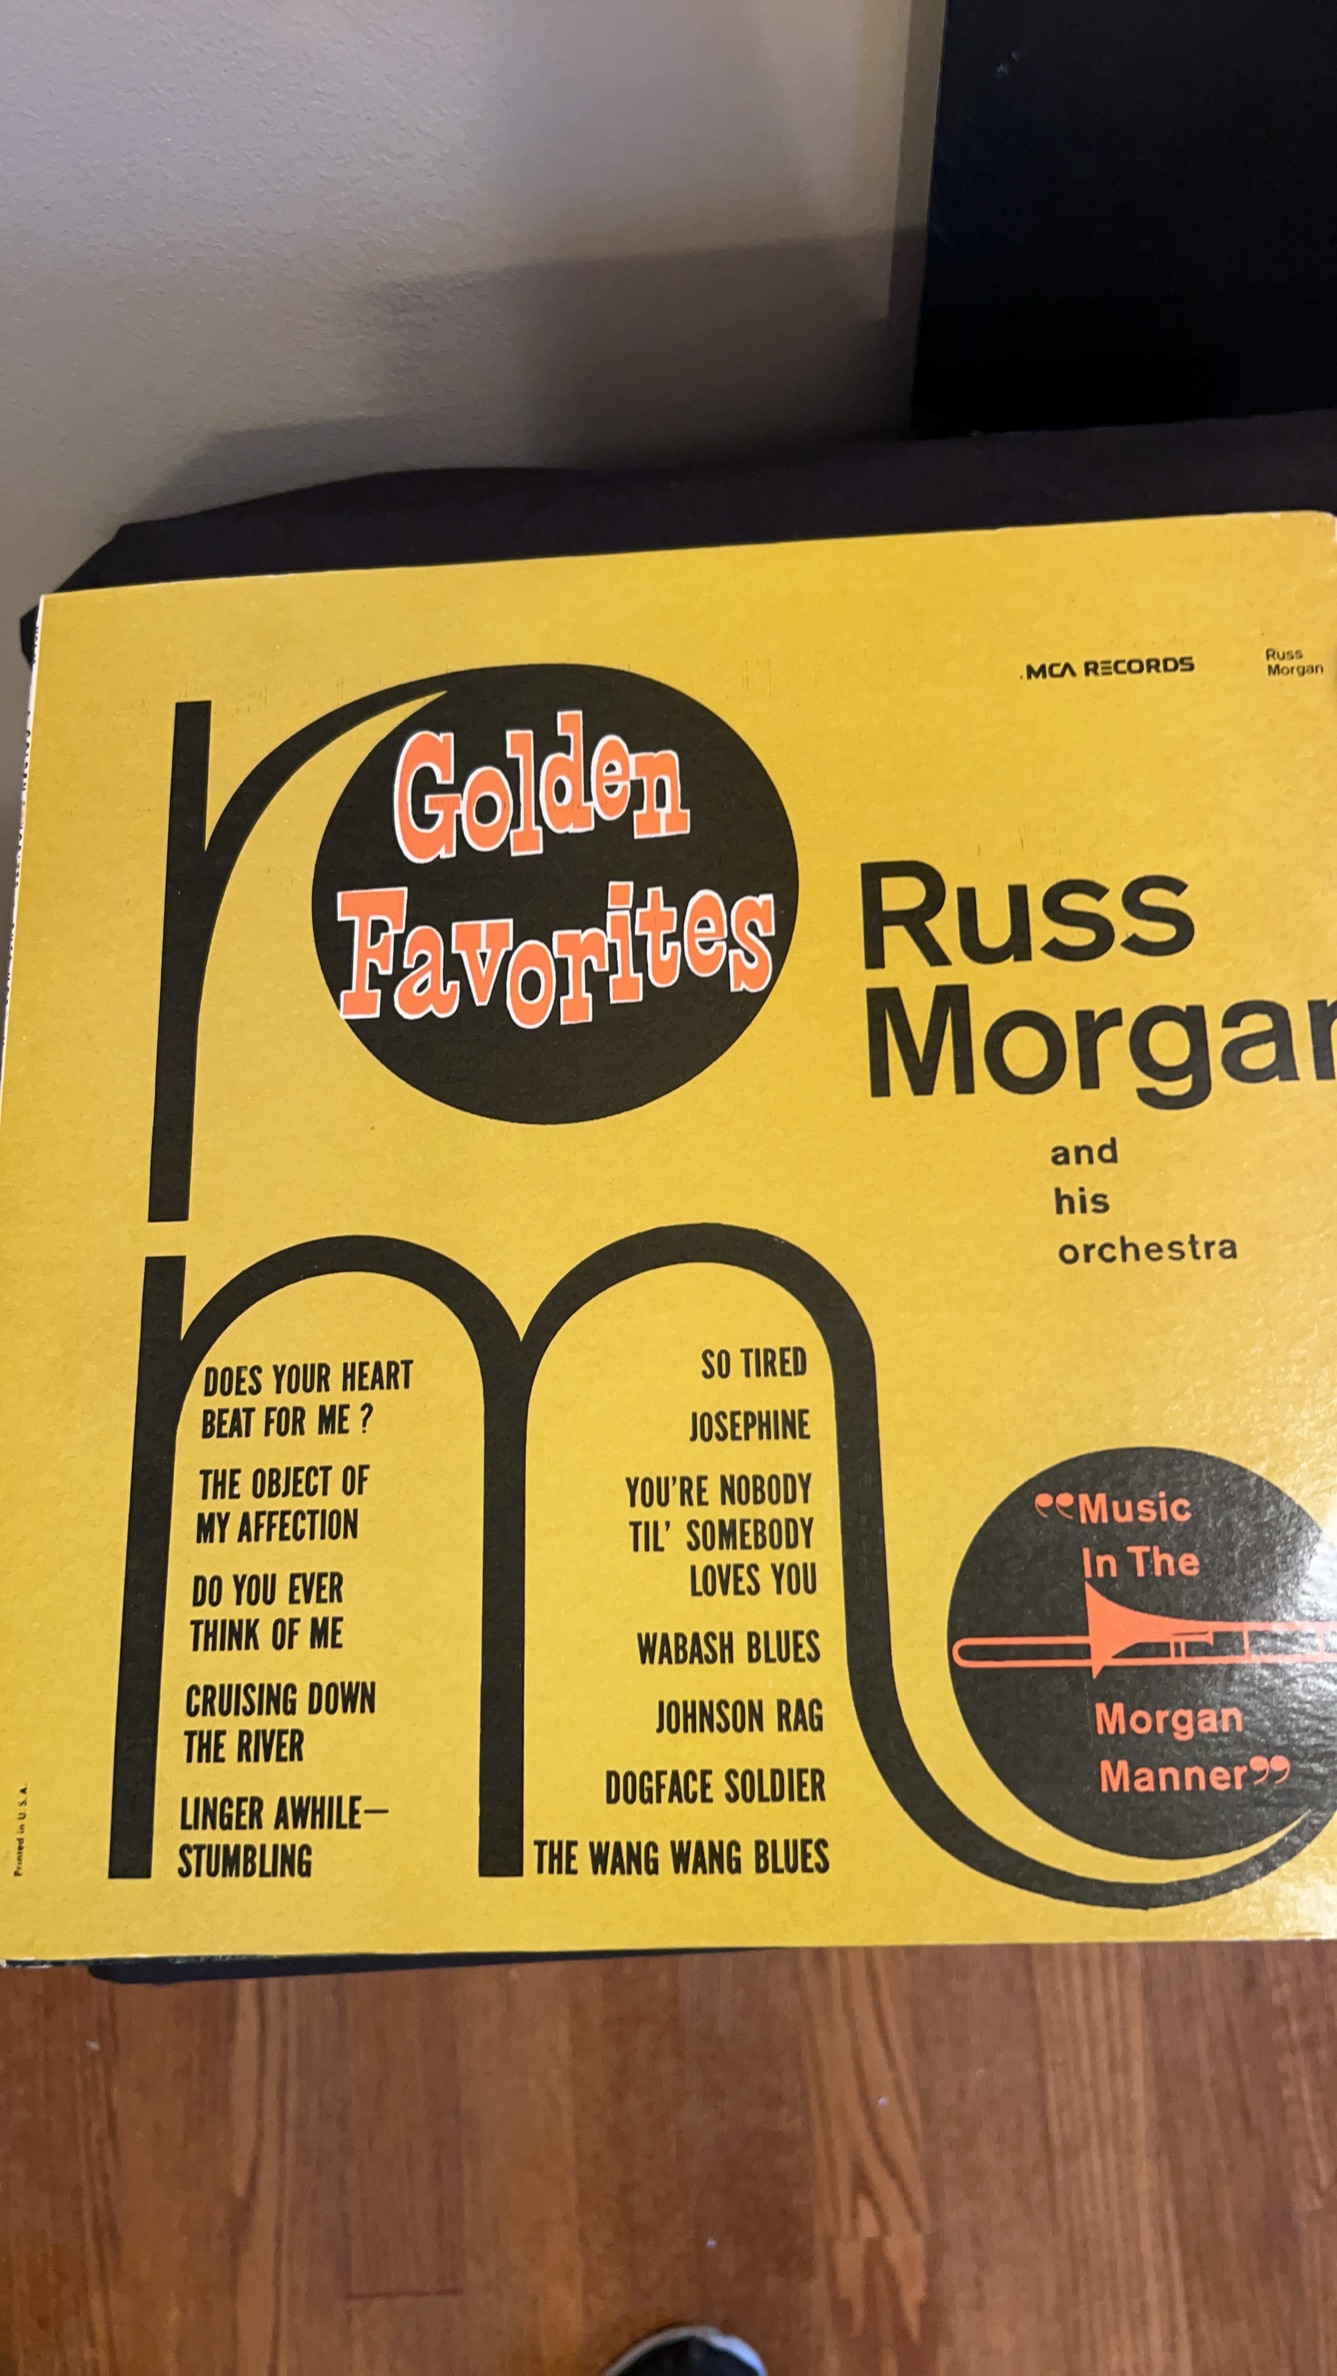 MCA RECORDS
Russ
Morgan
Golden
Favorites
Russ
Morgan
and
his
orchestra
DOES YOUR HEART
BEAT FOR ME ?
THE OBJECT OF
MY AFFECTION
DO YOU EVER
THINK OF ME
CRUISING DOWN
THE RIVER
LINGER AWHILE—
STUMBLING
SO TIRED
JOSEPHINE
YOU'RE NOBODY
TIL' SOMEBODY
LOVES YOU
WABASH BLUES
JOHNSON RAG
DOGFACE SOLDIER
THE WANG WANG BLUES
“Music
In The
Morgan
Manner”
Printed in U.S.A.